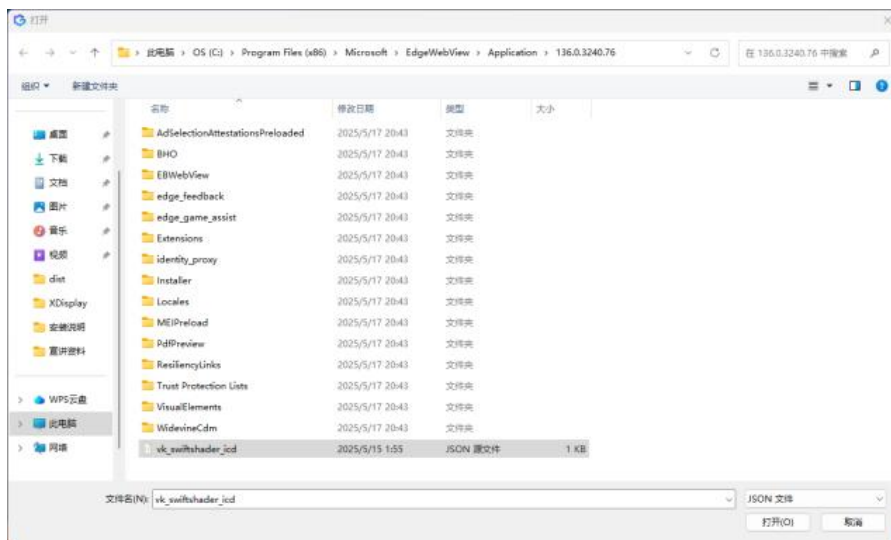 打开
此电脑 › OS (C:) › Program Files (x86) › Microsoft › EdgeWebView › Application › 136.0.3240.76
在 136.0.3240.76 中搜索
组织 新建文件夹
名称 修改日期 类型 大小
桌面
下载
文档
图片
音乐
视频
dist
XDisplay
安装说明
宣讲资料
WPS云盘
此电脑
网络
AdSelectionAttestationsPreloaded 2025/5/17 20:43 文件夹
BHO 2025/5/17 20:43 文件夹
EBWebView 2025/5/17 20:43 文件夹
edge_feedback 2025/5/17 20:43 文件夹
edge_game_assist 2025/5/17 20:43 文件夹
Extensions 2025/5/17 20:43 文件夹
identity_proxy 2025/5/17 20:43 文件夹
Installer 2025/5/17 20:43 文件夹
Locales 2025/5/17 20:43 文件夹
MEIPreload 2025/5/17 20:43 文件夹
PdfPreview 2025/5/17 20:43 文件夹
ResiliencyLinks 2025/5/17 20:43 文件夹
Trust Protection Lists 2025/5/17 20:43 文件夹
VisualElements 2025/5/17 20:43 文件夹
WidevineCdm 2025/5/17 20:43 文件夹
vk_swiftshader_icd 2025/5/15 1:55 JSON 源文件 1 KB
文件名(N): vk_swiftshader_icd JSON 文件
打开(O) 取消